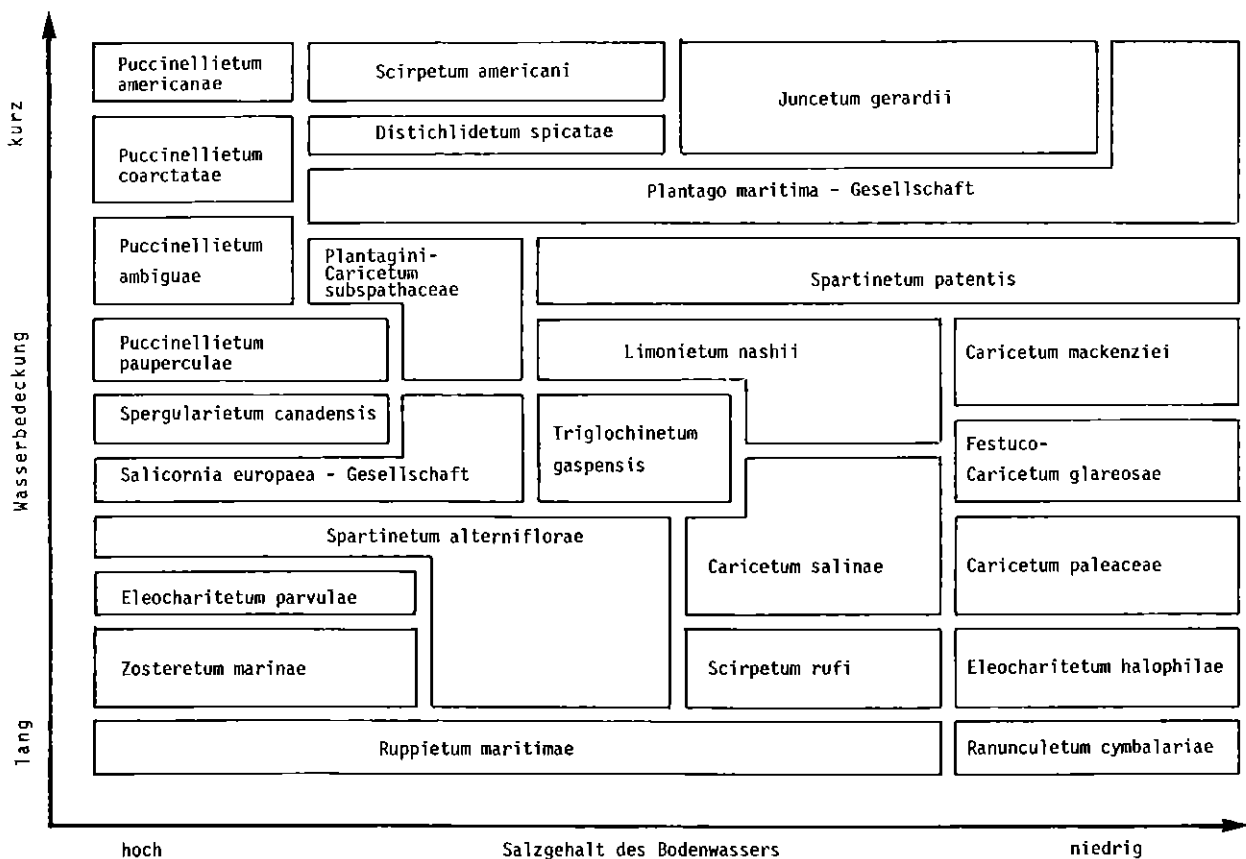 kurz
Wasserbedeckung
lang
Puccinellietum
americanae
Scirpetum americani
Juncetum gerardii
Distichlidetum spicatae
Puccinellietum
coarctatae
Plantago maritima - Gesellschaft
Puccinellietum
ambiguae
Plantagini-
Caricetum
subspathaceae
Spartinetum patentis
Puccinellietum
pauperculae
Limonietum nashii
Caricetum mackenziei
Spergularietum canadensis
Triglochinetum
gaspensis
Festuco-
Caricetum glareosae
Salicornia europaea - Gesellschaft
Spartinetum alterniflorae
Caricetum salinae
Caricetum paleaceae
Eleocharitetum parvulae
Zosteretum marinae
Scirpetum rufi
Eleocharitetum halophilae
Ruppietum maritimae
Ranunculetum cymbalariae
hoch
Salzgehalt des Bodenwassers
niedrig